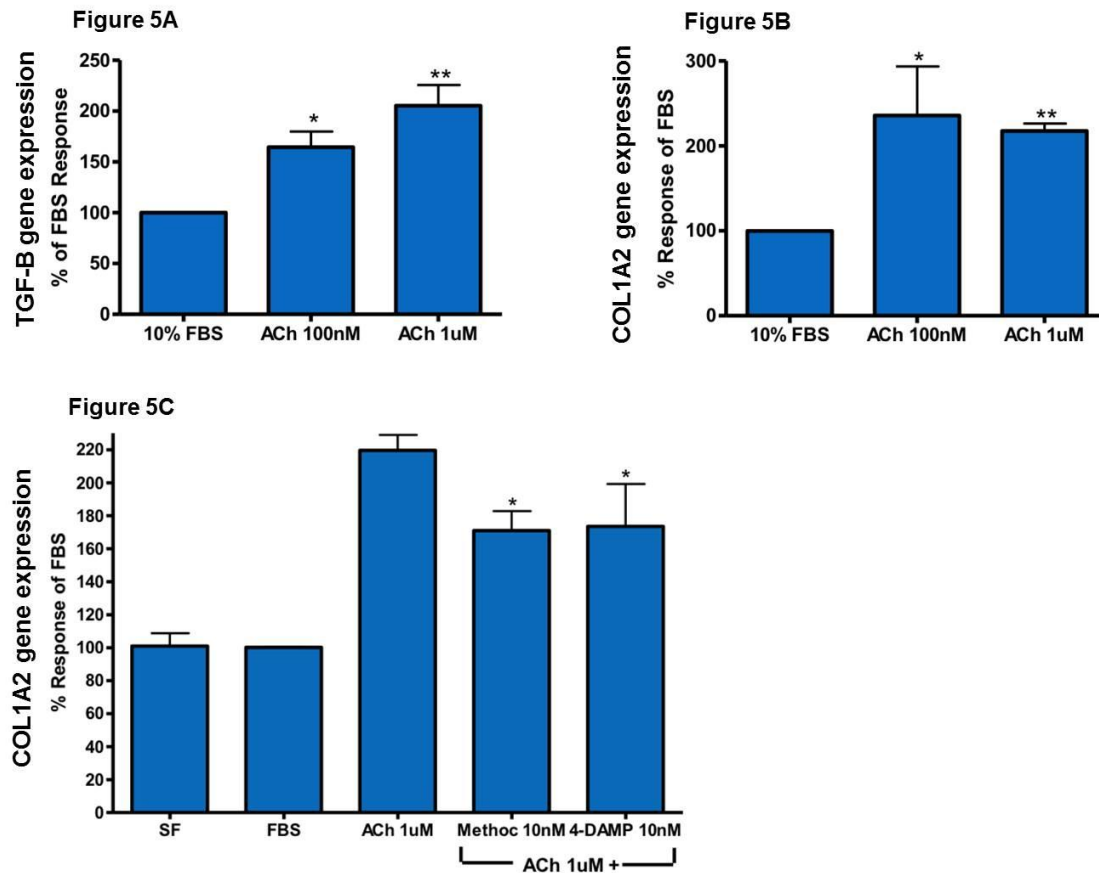 Figure 5A
TGF-B gene expression
% of FBS Response
250
200
150
100
50
0
*
**
10% FBS ACh 100nM ACh 1uM
Figure 5B
COL1A2 gene expression
% Response of FBS
300
200
100
0
*
**
10% FBS ACh 100nM ACh 1uM
Figure 5C
COL1A2 gene expression
% Response of FBS
220
200
180
160
140
120
100
80
60
40
20
0
* *
SF FBS ACh 1uM Methoc 10nM 4-DAMP 10nM
ACh 1uM +